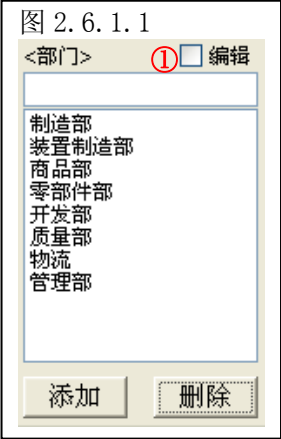 图 2.6.1.1
<部门> ① 编辑
制造部
装置制造部
商品部
零部件部
开发部
质量部
物流
管理部
添加 删除